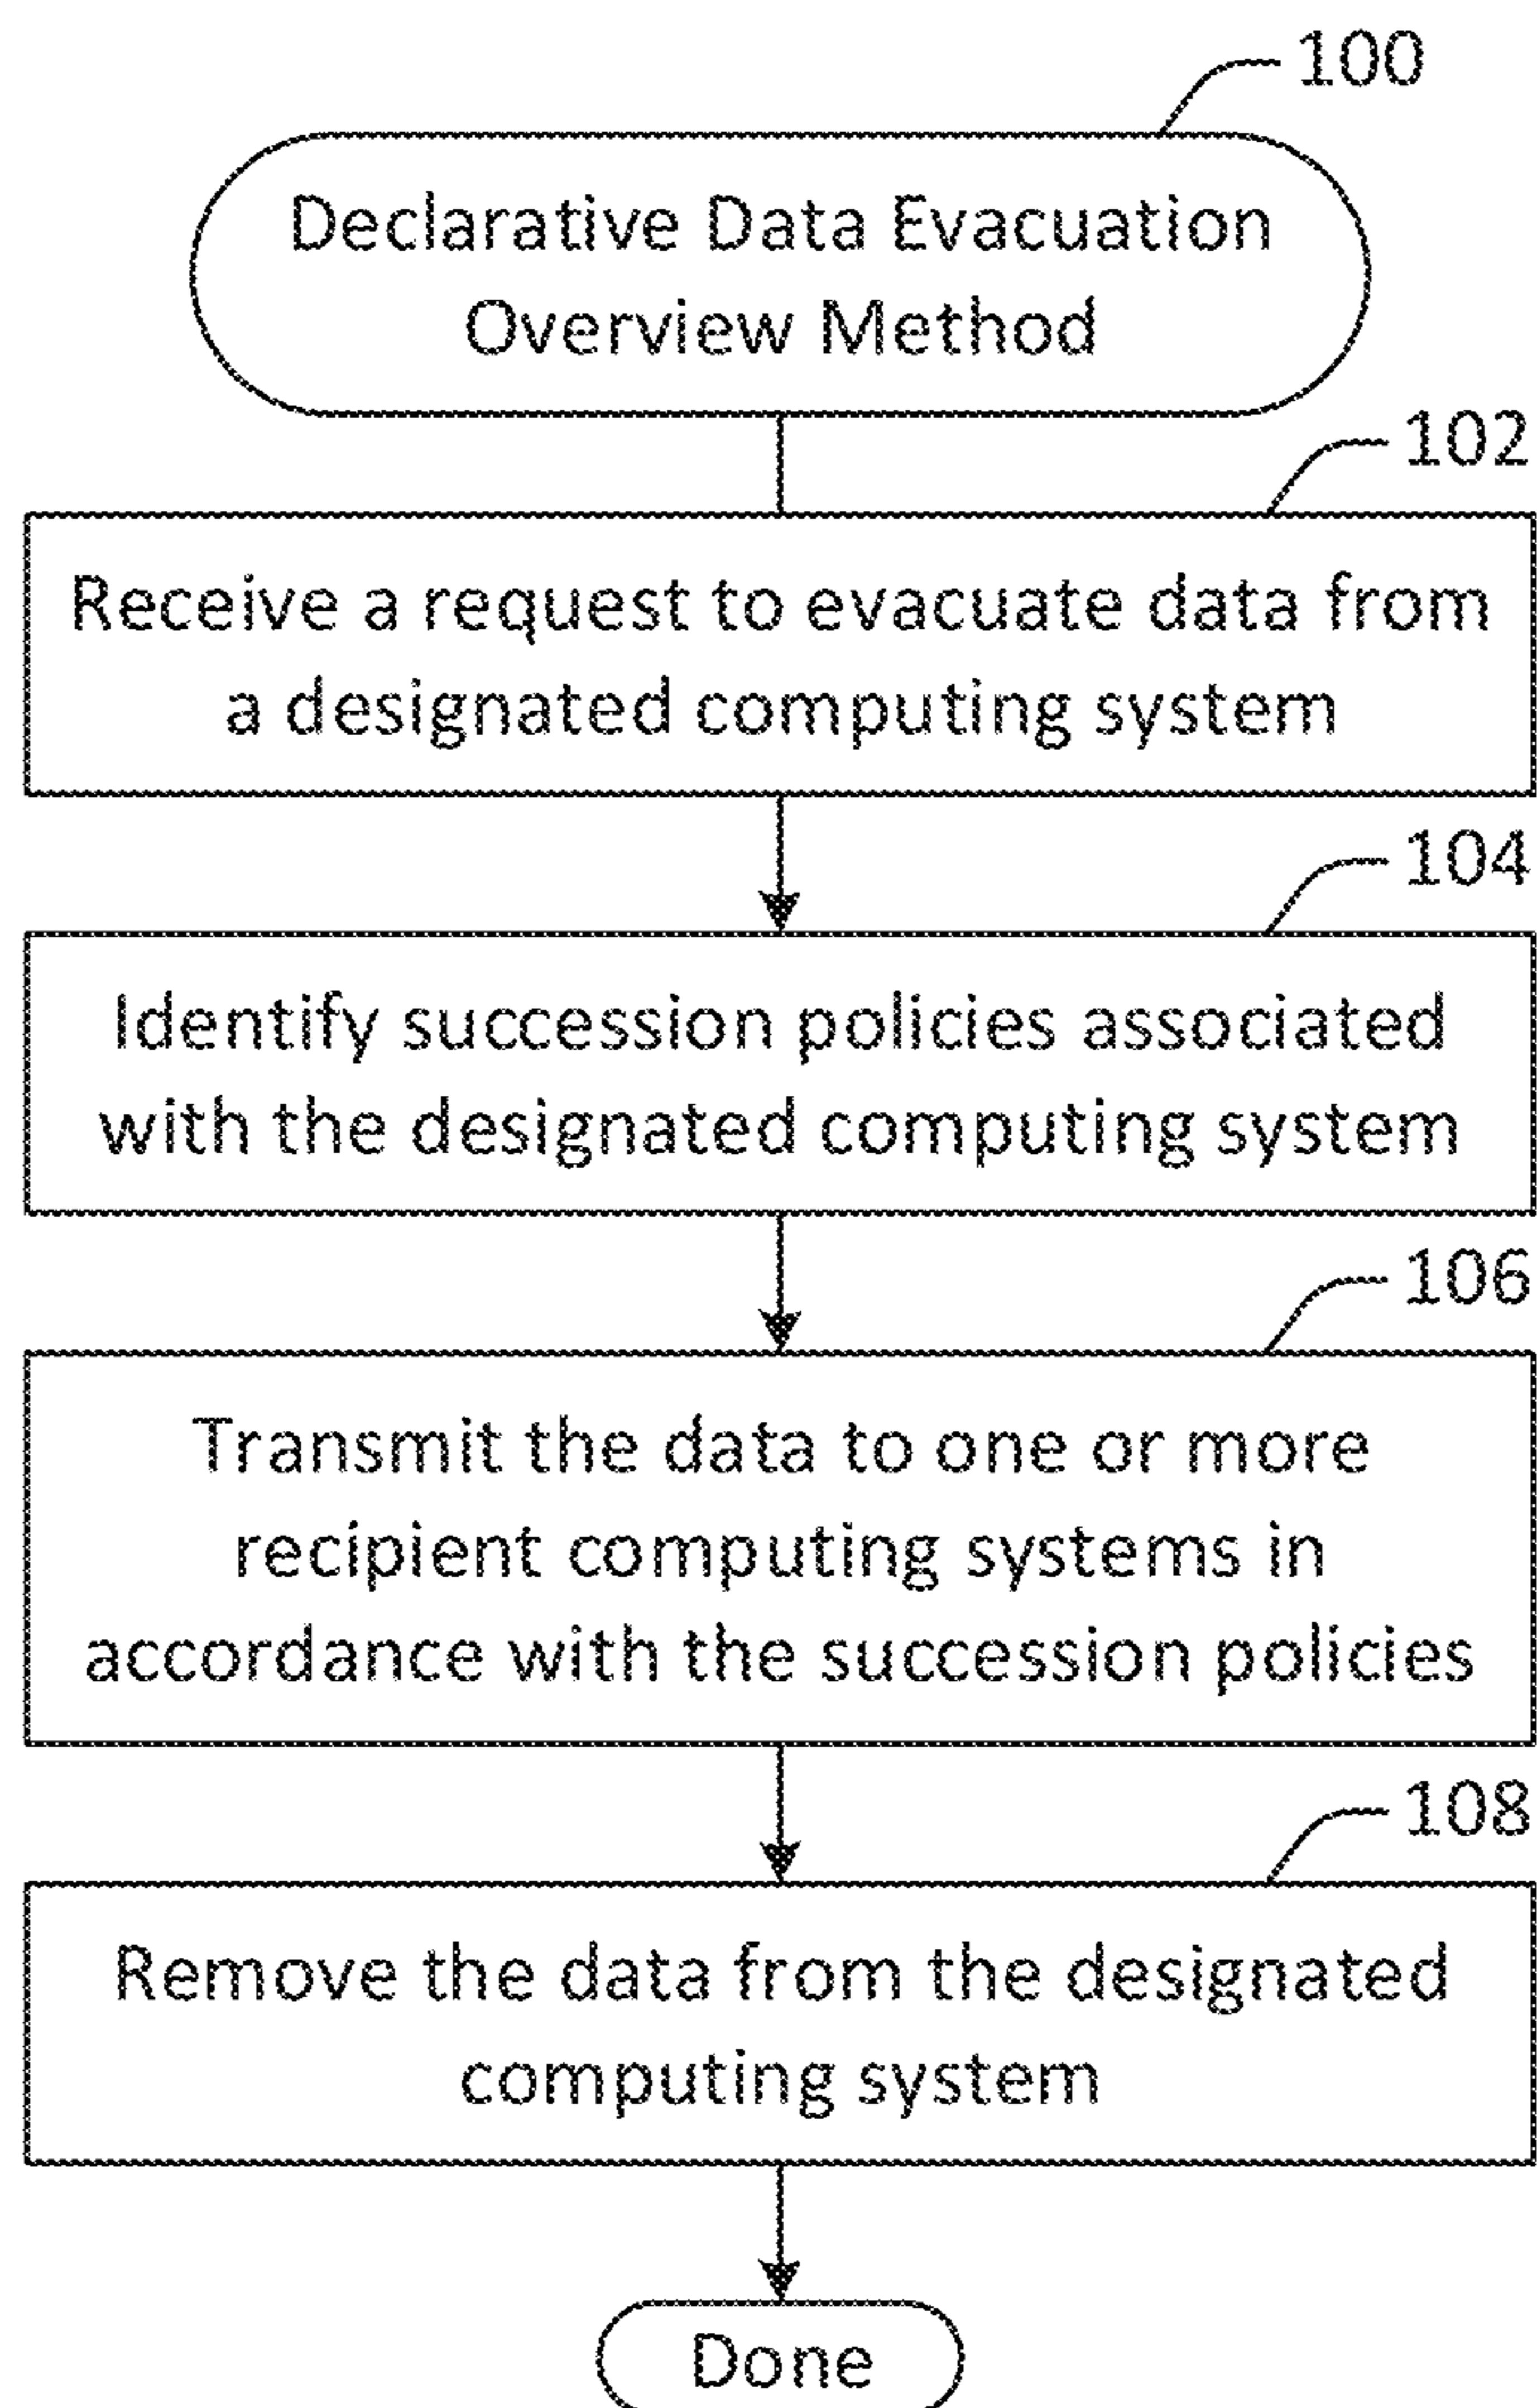 100
Declarative Data Evacuation
Overview Method
102
Receive a request to evacuate data from
a designated computing system
104
Identify succession policies associated
with the designated computing system
106
Transmit the data to one or more
recipient computing systems in
accordance with the succession policies
108
Remove the data from the designated
computing system
Done